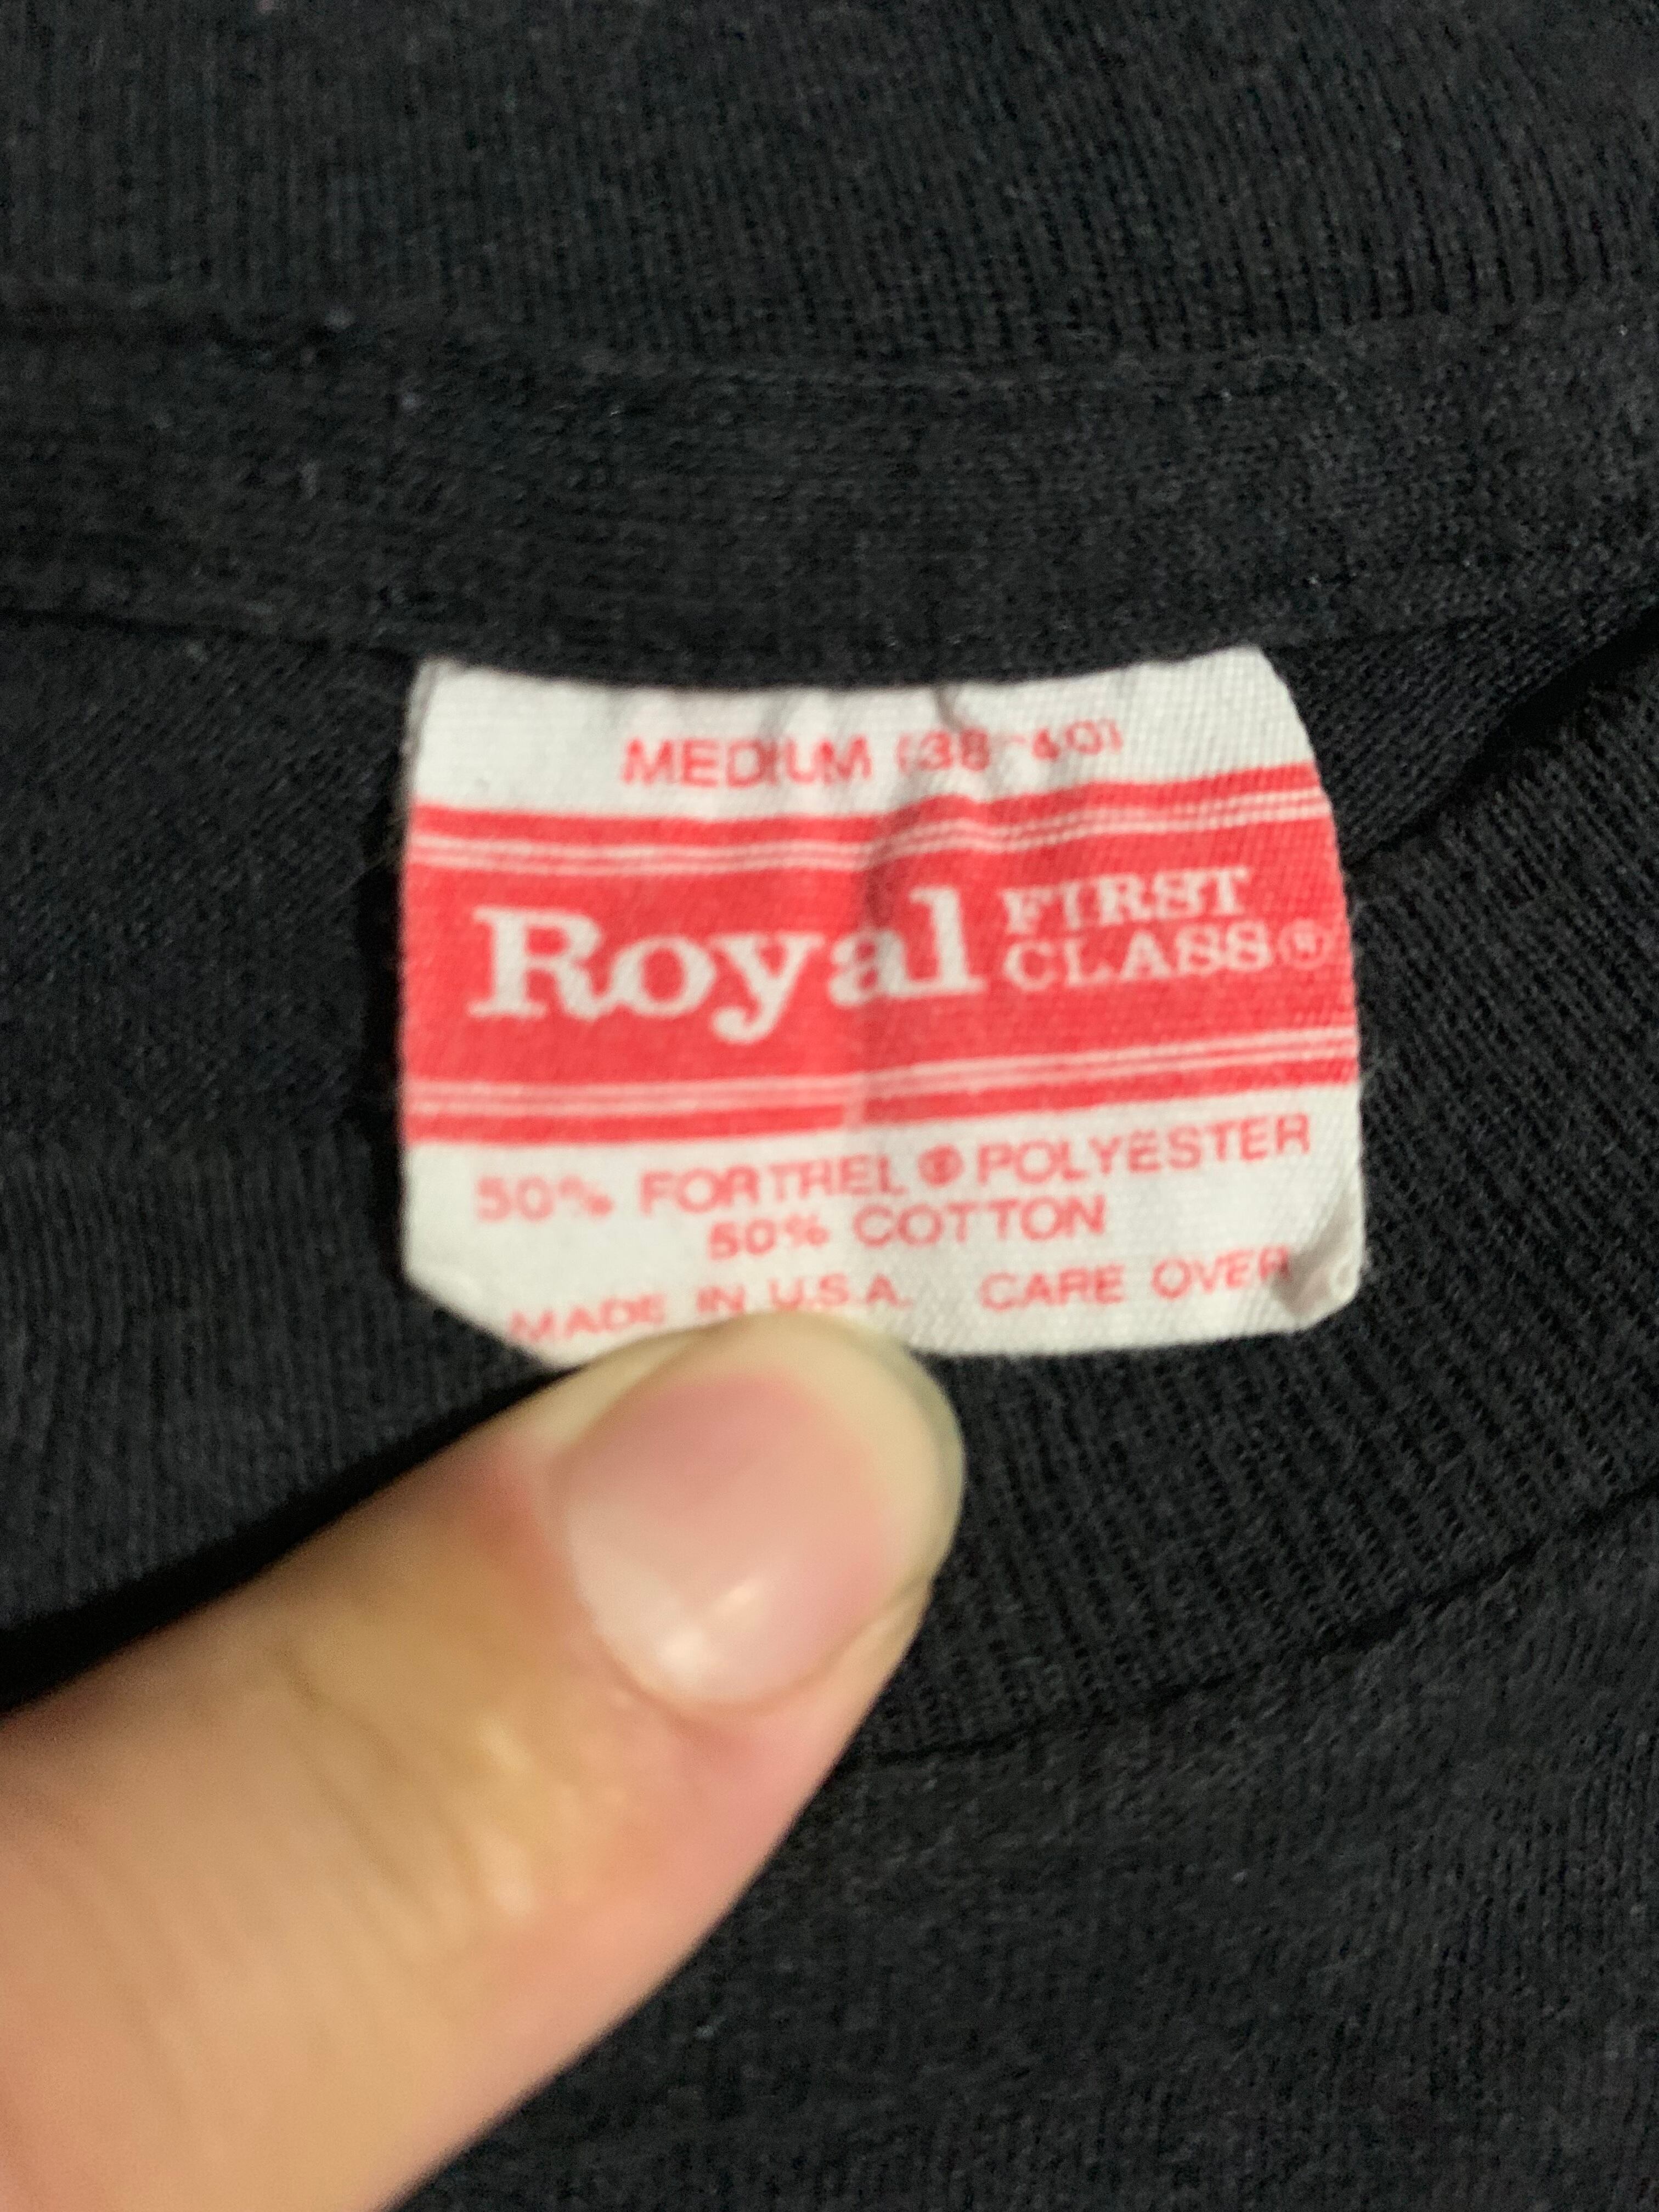 MEDIUM (38-40)
Royal FIRST CLASS®
50% FORTREL ® POLYESTER
50% COTTON
MADE IN U.S.A. CARE OVER